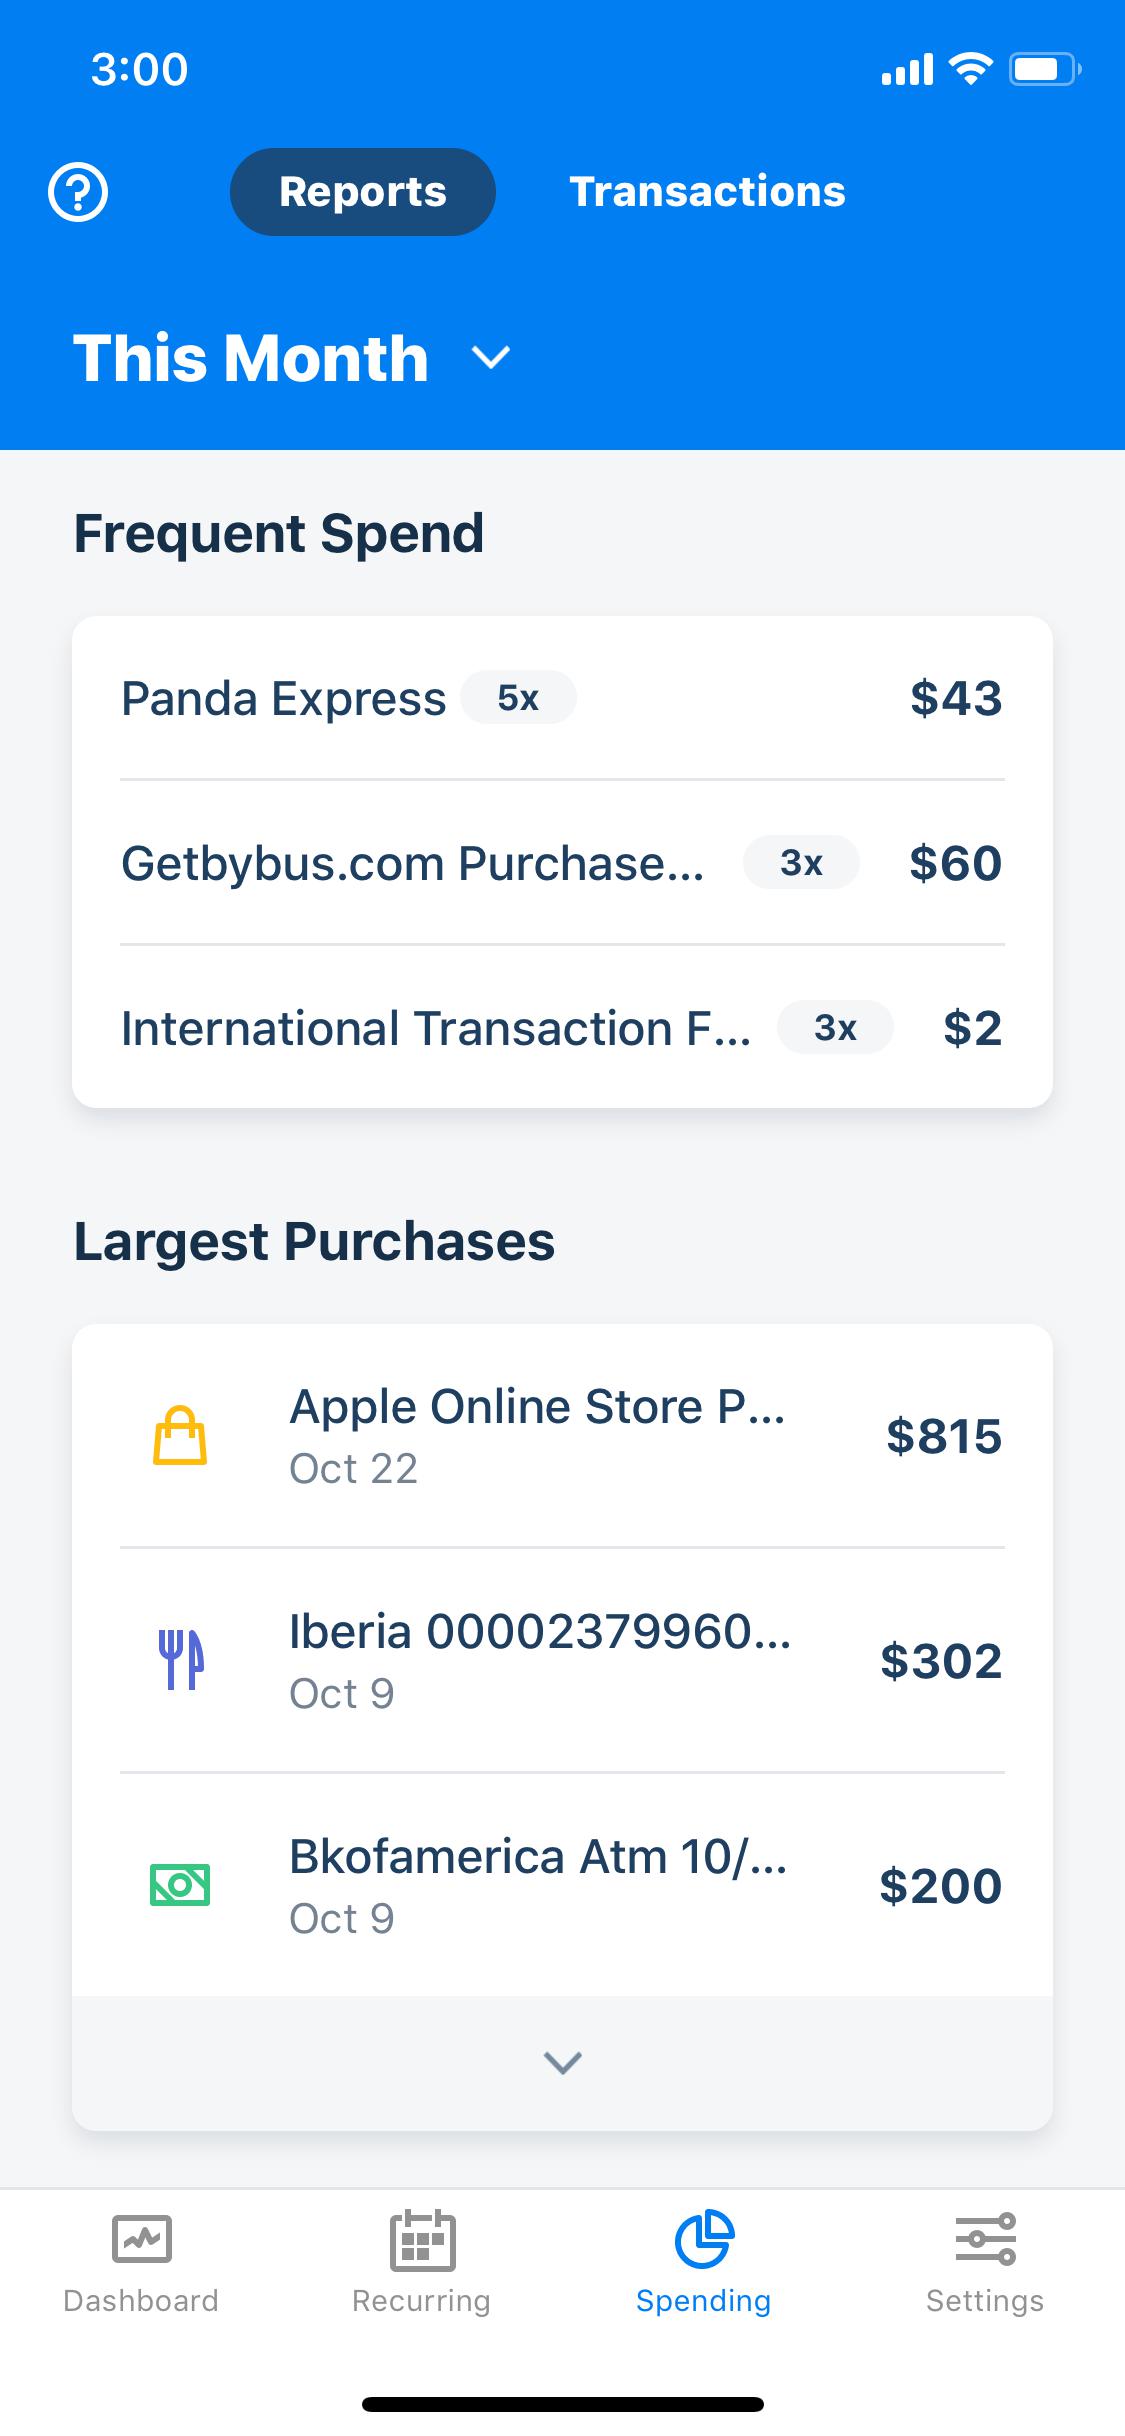 3:00
Reports
Transactions
This Month
Frequent Spend
Panda Express 5x $43
Getbybus.com Purchase... 3x $60
International Transaction F... 3x $2
Largest Purchases
Apple Online Store P...
Oct 22
$815
Iberia 00002379960...
Oct 9
$302
Bkofamerica Atm 10/...
Oct 9
$200
Dashboard
Recurring
Spending
Settings